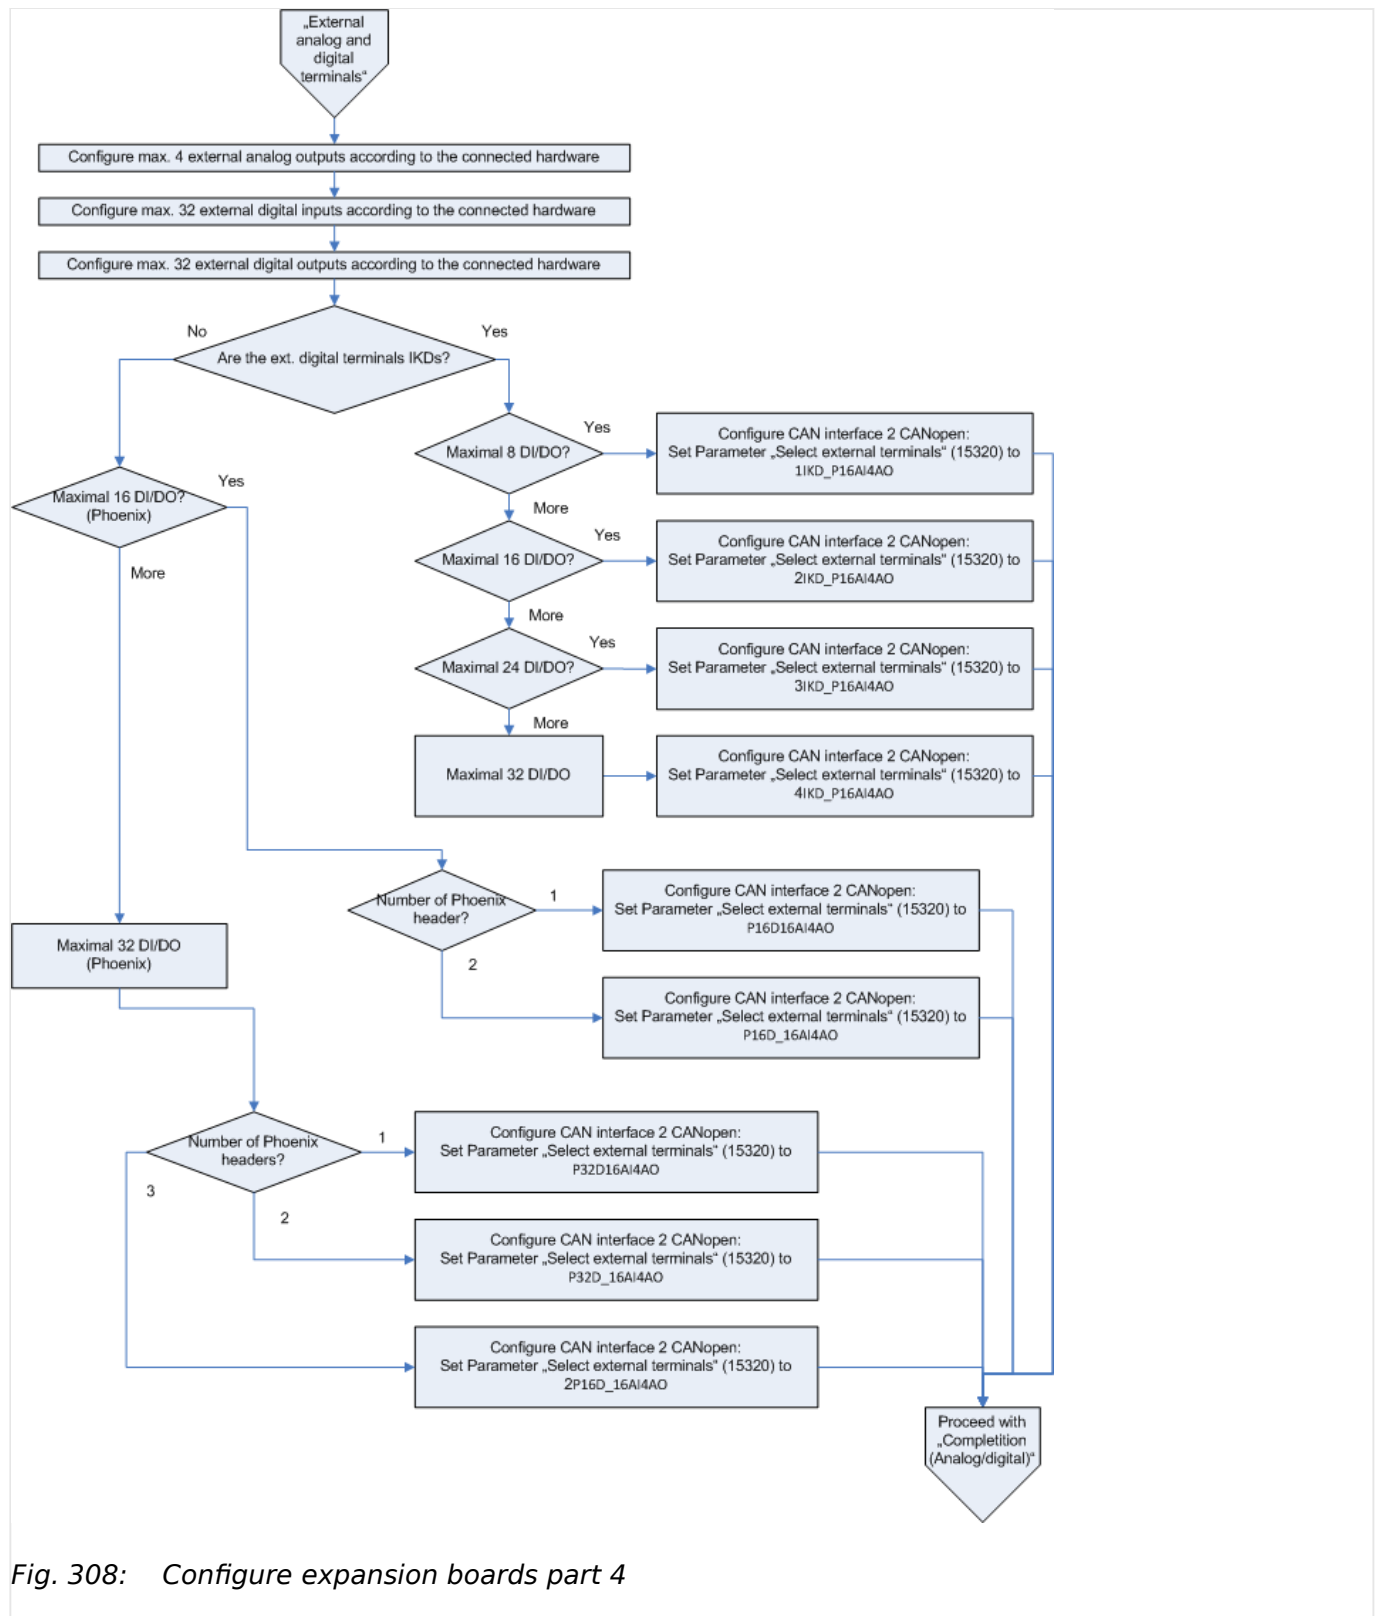 „External
analog and
digital
terminals“
Configure max. 4 external analog outputs according to the connected hardware
Configure max. 32 external digital inputs according to the connected hardware
Configure max. 32 external digital outputs according to the connected hardware
No
Yes
Are the ext. digital terminals IKDs?
Yes
Maximal 8 DI/DO?
Configure CAN interface 2 CANopen:
Set Parameter „Select external terminals“ (15320) to
1IKD_P16AI4AO
Maximal 16 DI/DO?
(Phoenix)
Yes
More
More
Yes
Maximal 16 DI/DO?
Configure CAN interface 2 CANopen:
Set Parameter „Select external terminals“ (15320) to
2IKD_P16AI4AO
More
Yes
Maximal 24 DI/DO?
Configure CAN interface 2 CANopen:
Set Parameter „Select external terminals“ (15320) to
3IKD_P16AI4AO
More
Maximal 32 DI/DO
Configure CAN interface 2 CANopen:
Set Parameter „Select external terminals“ (15320) to
4IKD_P16AI4AO
Number of Phoenix
header?
1
Configure CAN interface 2 CANopen:
Set Parameter „Select external terminals“ (15320) to
P16D16AI4AO
Maximal 32 DI/DO
(Phoenix)
2
Configure CAN interface 2 CANopen:
Set Parameter „Select external terminals“ (15320) to
P16D_16AI4AO
Number of Phoenix
headers?
1
Configure CAN interface 2 CANopen:
Set Parameter „Select external terminals“ (15320) to
P32D16AI4AO
3
2
Configure CAN interface 2 CANopen:
Set Parameter „Select external terminals“ (15320) to
P32D_16AI4AO
Configure CAN interface 2 CANopen:
Set Parameter „Select external terminals“ (15320) to
2P16D_16AI4AO
Proceed with
„Completition
(Analog/digital)“
Fig. 308: Configure expansion boards part 4